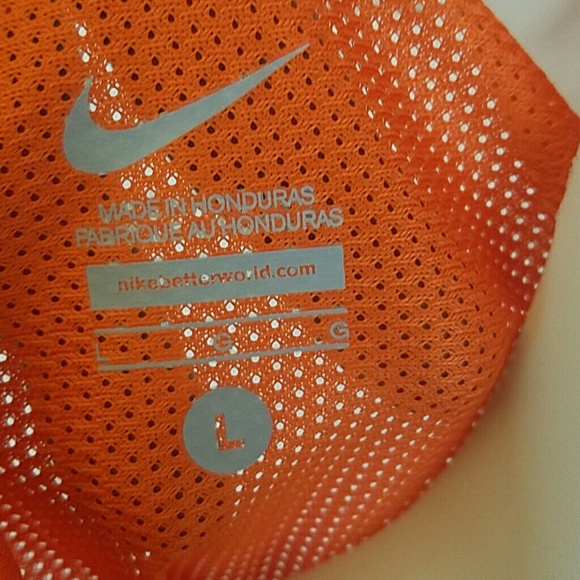 MADE IN HONDURAS
FABRIQUE AU HONDURAS
nikebetterworld.com
L G G
L